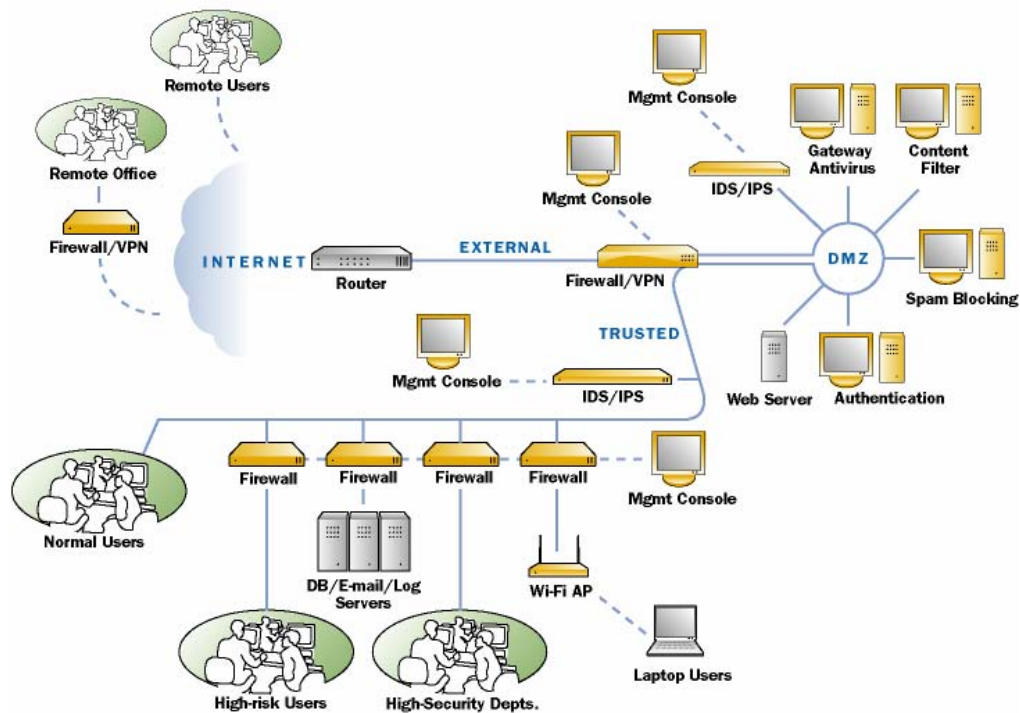 Remote Users
Mgmt Console
Remote Office
Gateway
Antivirus
Content
Filter
IDS/IPS
Mgmt Console
Firewall/VPN
INTERNET
EXTERNAL
DMZ
Router
Firewall/VPN
Spam Blocking
TRUSTED
Mgmt Console
IDS/IPS
Web Server
Authentication
Firewall
Firewall
Firewall
Firewall
Mgmt Console
Normal Users
DB/E-mail/Log
Servers
Wi-Fi AP
Laptop Users
High-risk Users
High-Security Depts.